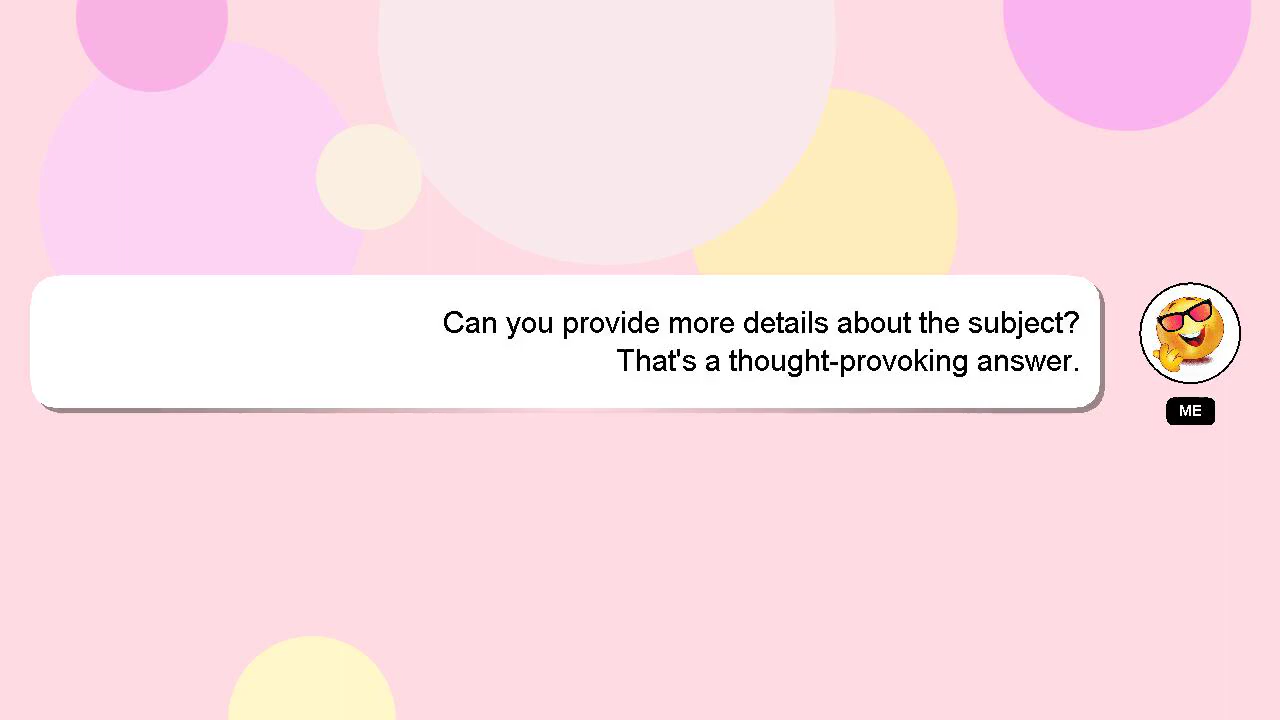 Can you provide more details about the subject?
That's a thought-provoking answer.
ME